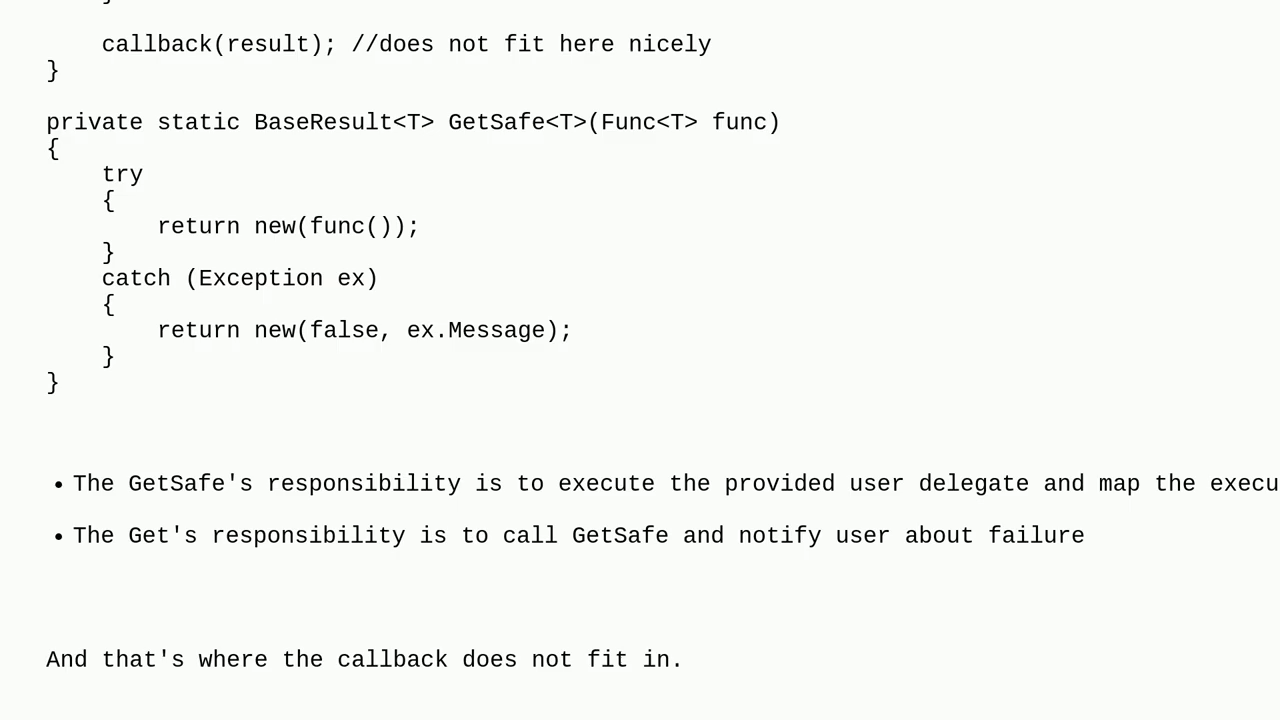 callback(result); //does not fit here nicely
}
private static BaseResult<T> GetSafe<T>(Func<T> func)
{
try
{
return new(func());
}
catch (Exception ex)
{
return new(false, ex.Message);
}
}
• The GetSafe's responsibility is to execute the provided user delegate and map the execu
• The Get's responsibility is to call GetSafe and notify user about failure
And that's where the callback does not fit in.